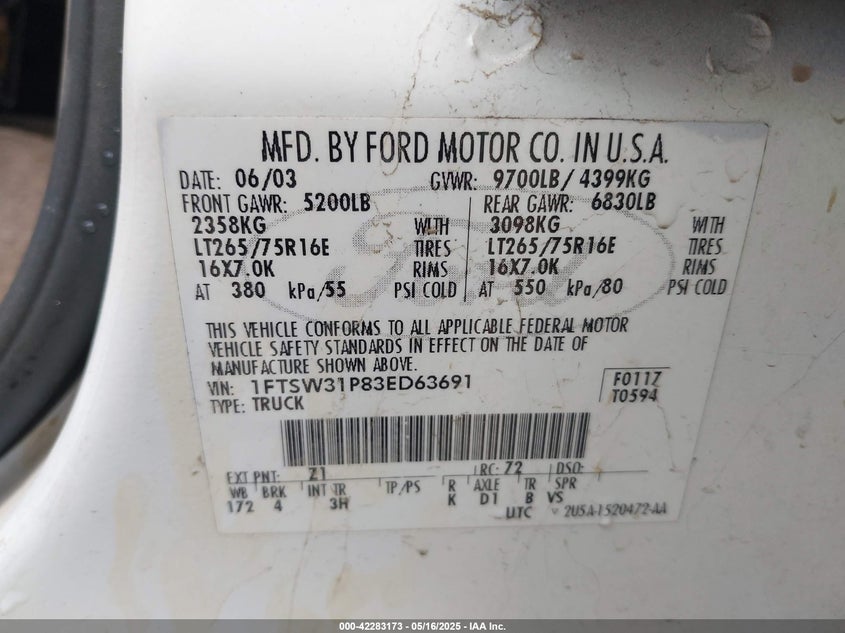 MFD. BY FORD MOTOR CO. IN U.S.A.
DATE: 06/03 GVWR: 9700LB/ 4399KG
FRONT GAWR: 5200LB REAR GAWR: 6830LB
2358KG WITH 3098KG WITH
LT265/75R16E TIRES LT265/75R16E TIRES
16X7.0K RIMS 16X7.0K RIMS
AT 380 kPa/55 PSI COLD AT 550 kPa/80 PSI COLD
Ford
THIS VEHICLE CONFORMS TO ALL APPLICABLE FEDERAL MOTOR
VEHICLE SAFETY STANDARDS IN EFFECT ON THE DATE OF
MANUFACTURE SHOWN ABOVE.
VIN: 1FTSW31P83ED63691 F0117
TYPE: TRUCK T0594
EXT PNT: Z1 RC: 72 DSO:
WB BRK INT TR TP/PS R AXLE TR SPR
172 4 3H K D1 B VS
UTC 2U5A-1520472-AA
000-42283173 - 05/16/2025 - IAA Inc.